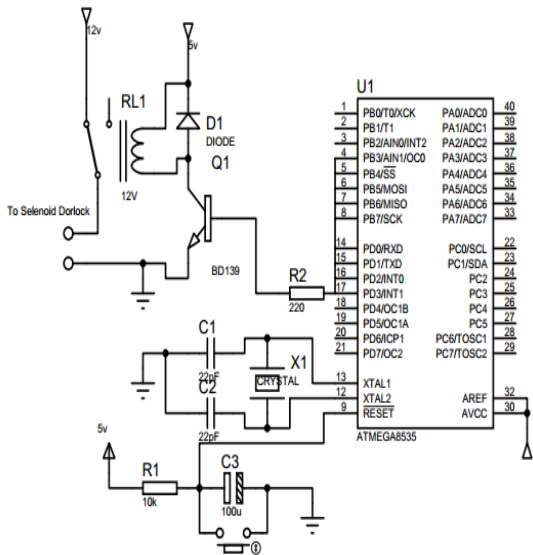 12v
5v
RL1
12V
D1
DIODE
Q1
BD139
To Selenoid Dorlock
R2
220
C1
22pF
C2
22pF
X1
CRYSTAL
5v
R1
10k
C3
100u
U1
1 PB0/T0/XCK PA0/ADC0 40
2 PB1/T1 PA1/ADC1 39
3 PB2/AIN0/INT2 PA2/ADC2 38
4 PB3/AIN1/OC0 PA3/ADC3 37
5 PB4/SS PA4/ADC4 36
6 PB5/MOSI PA5/ADC5 35
7 PB6/MISO PA6/ADC6 34
8 PB7/SCK PA7/ADC7 33
14 PD0/RXD PC0/SCL 22
15 PD1/TXD PC1/SDA 23
16 PD2/INT0 PC2 24
17 PD3/INT1 PC3 25
18 PD4/OC1B PC4 26
19 PD5/OC1A PC5 27
20 PD6/ICP1 PC6/TOSC1 28
21 PD7/OC2 PC7/TOSC2 29
13 XTAL1
12 XTAL2 AREF 32
9 RESET AVCC 30
ATMEGA8535